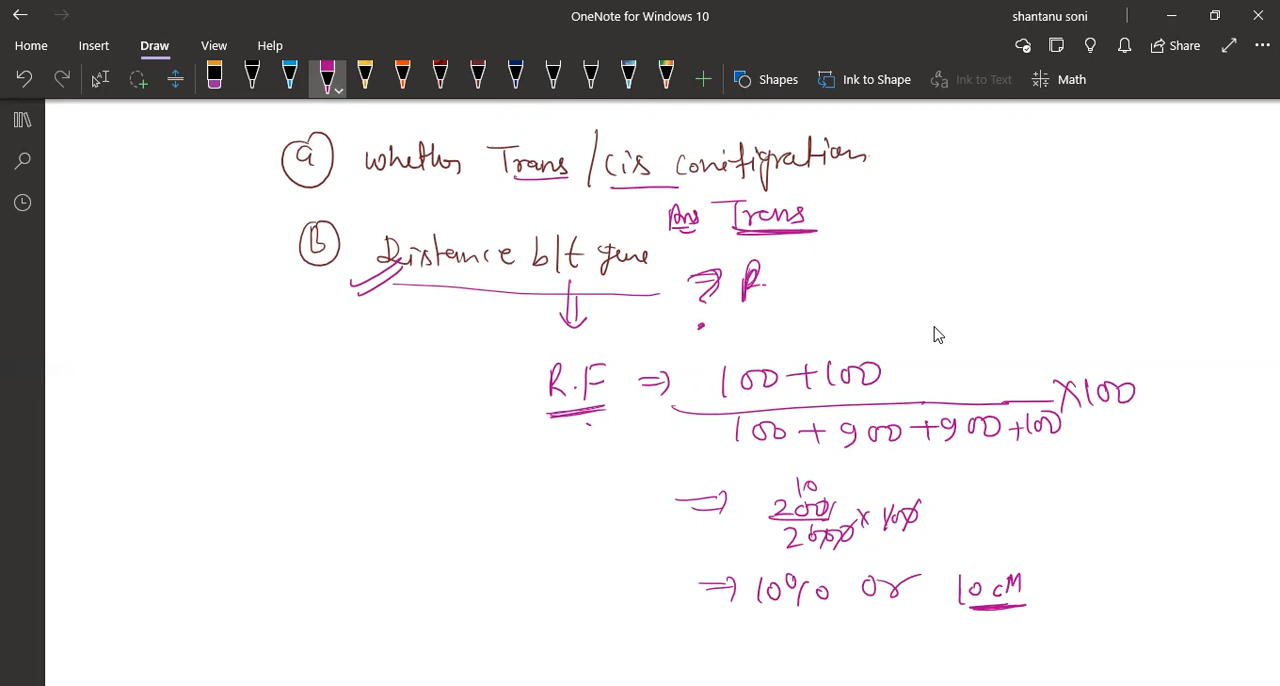 OneNote for Windows 10
shantanu soni
Home Insert Draw View Help
Share
Shapes Ink to Shape Ink to Text Math
a whether Trans / cis configration
Ans Trans
B Distance b/t gene
? R.
R.F ⇒ 100 + 100 / 100 + 900 + 900 + 100 × 100
⇒ 10 200 / 2000 × 100
⇒ 10% or 10 cM